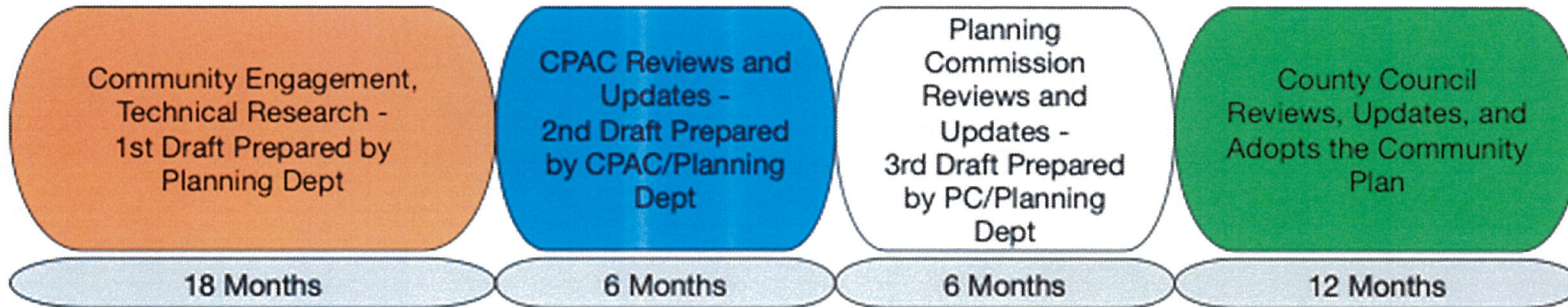 Community Engagement,
Technical Research -
1st Draft Prepared by
Planning Dept
CPAC Reviews and
Updates -
2nd Draft Prepared
by CPAC/Planning
Dept
Planning
Commission
Reviews and
Updates -
3rd Draft Prepared
by PC/Planning
Dept
County Council
Reviews, Updates, and
Adopts the Community
Plan
18 Months
6 Months
6 Months
12 Months